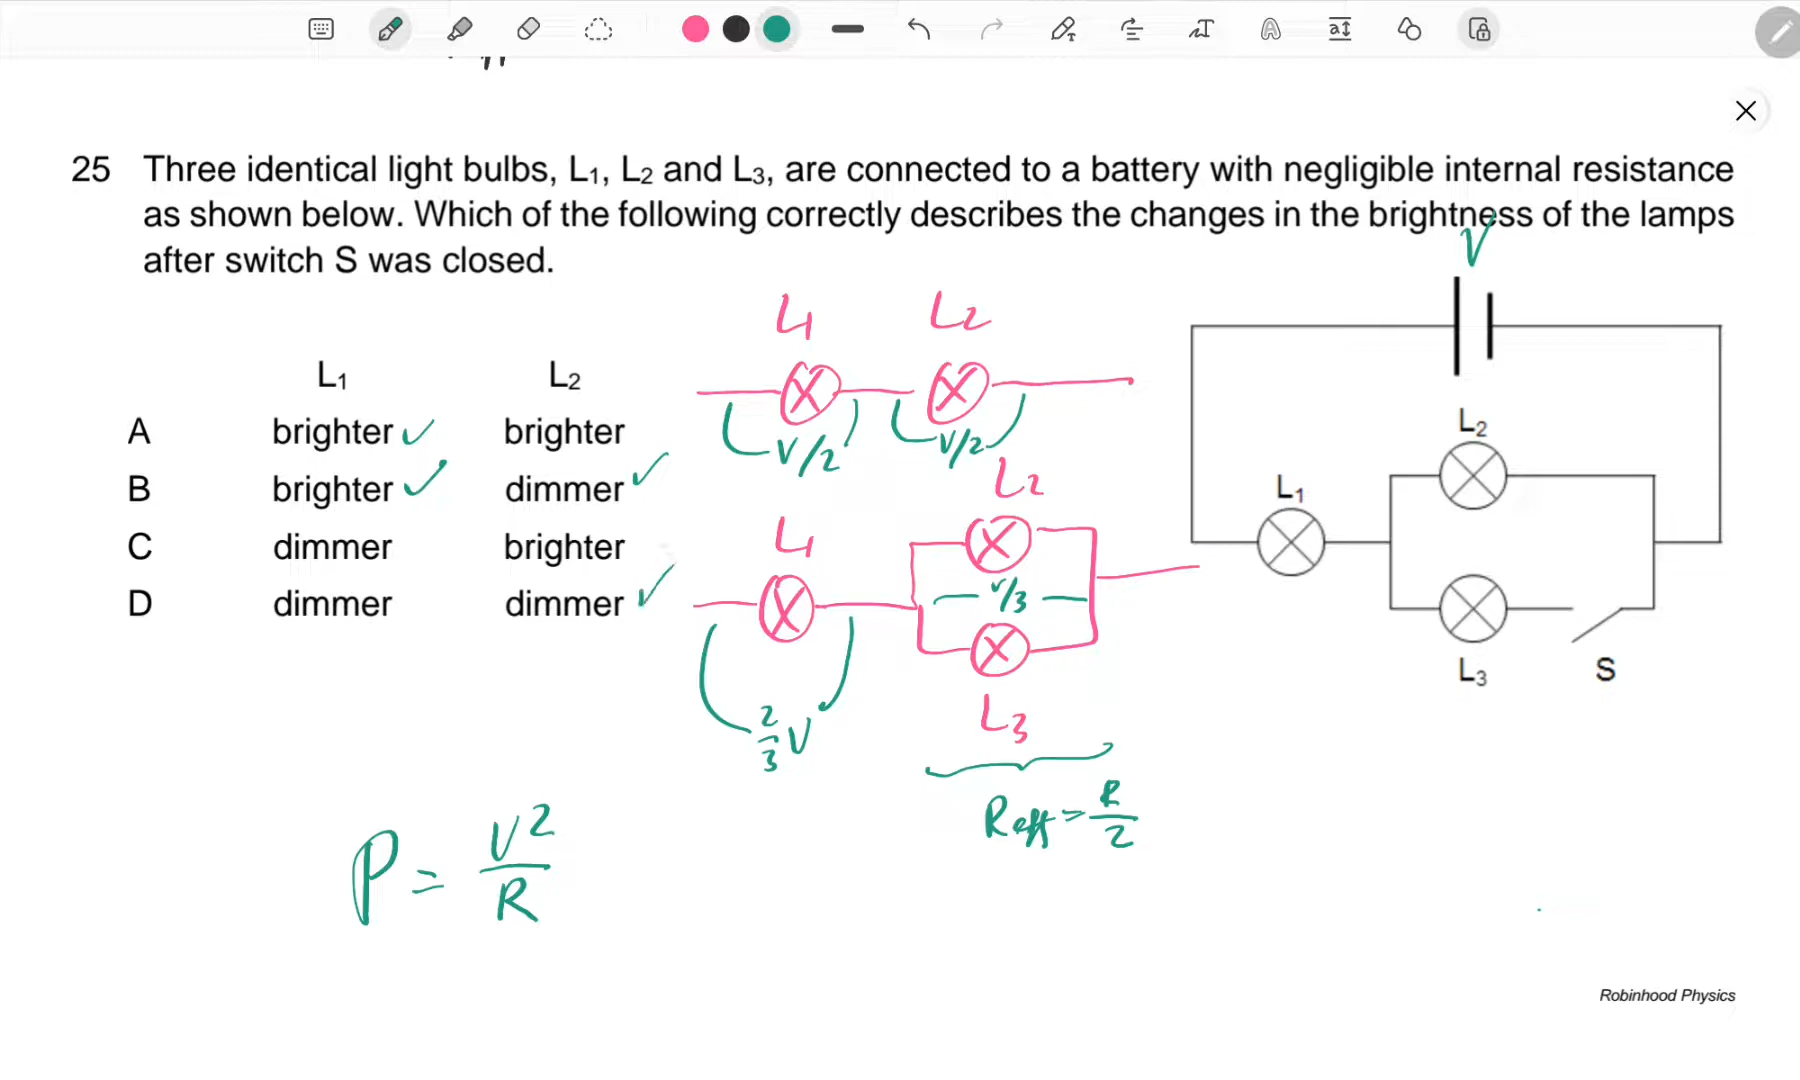 25 Three identical light bulbs, L₁, L₂ and L₃, are connected to a battery with negligible internal resistance
as shown below. Which of the following correctly describes the changes in the brightness of the lamps
after switch S was closed.
L₁ L₂
A brighter ✓ brighter
B brighter ✓ dimmer ✓
C dimmer brighter
D dimmer dimmer ✓
L1 L2
V/2 V/2
L1 L2
V/3
L3
2/3 V
Reff = R/2
P = V²/R
V
L₂
L₁
L₃ S
Robinhood Physics